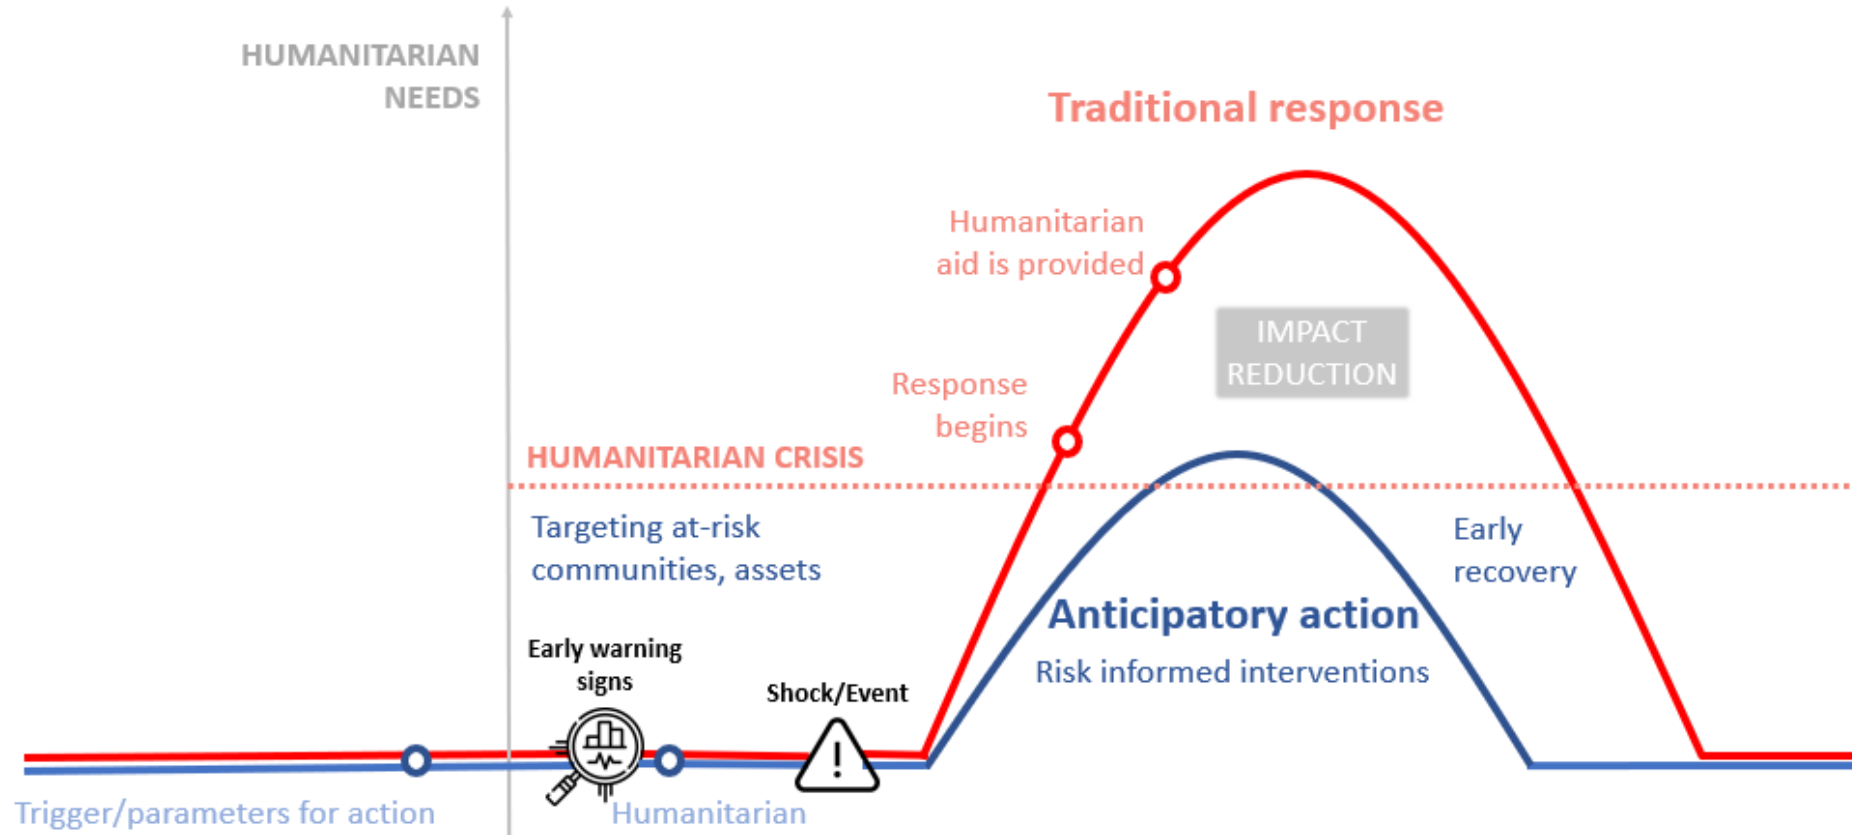 HUMANITARIAN
NEEDS
Traditional response
Humanitarian
aid is provided
IMPACT
REDUCTION
Response
begins
HUMANITARIAN CRISIS
Targeting at-risk
communities, assets
Early
recovery
Anticipatory action
Risk informed interventions
Early warning
signs
Shock/Event
Trigger/parameters for action
Humanitarian